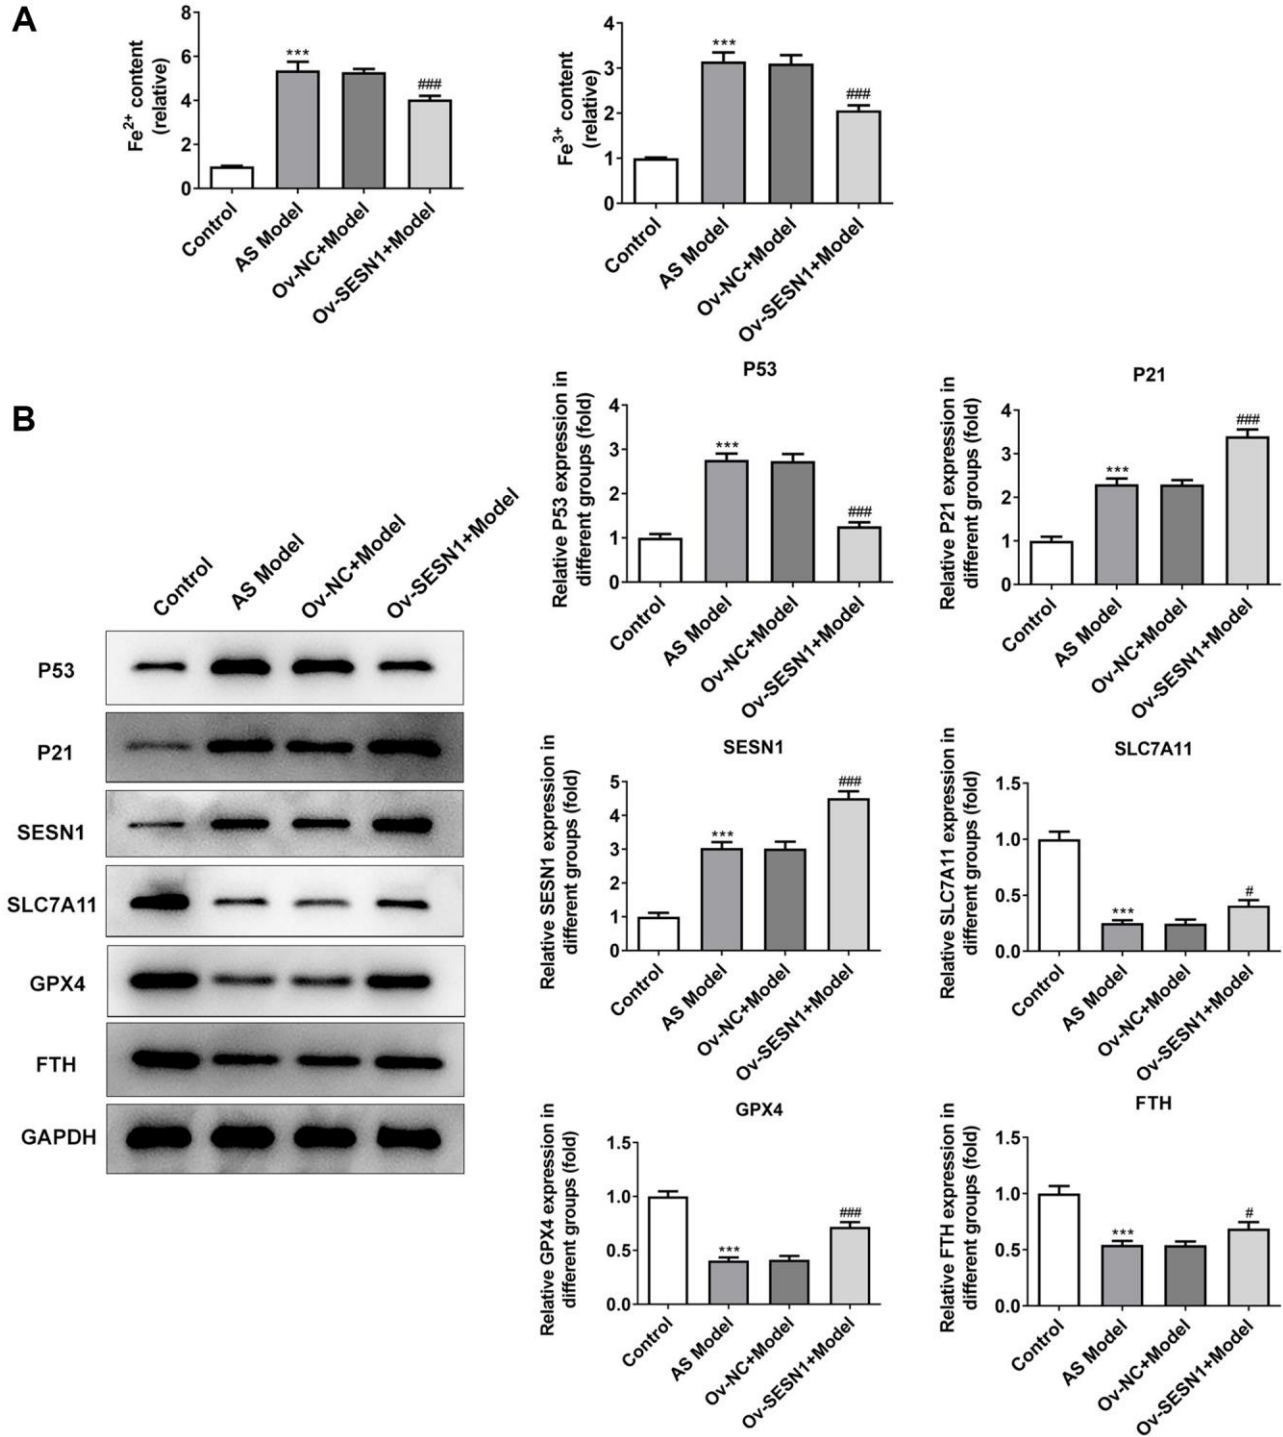 A
Fe2+ content
(relative)
8
6
4
2
0
***
###
Control
AS Model
Ov-NC+Model
Ov-SESN1+Model
Fe3+ content
(relative)
4
3
2
1
0
***
###
Control
AS Model
Ov-NC+Model
Ov-SESN1+Model
B
Control
AS Model
Ov-NC+Model
Ov-SESN1+Model
P53
P21
SESN1
SLC7A11
GPX4
FTH
GAPDH
P53
Relative P53 expression in
different groups (fold)
4
3
2
1
0
***
###
Control
AS Model
Ov-NC+Model
Ov-SESN1+Model
P21
Relative P21 expression in
different groups (fold)
4
3
2
1
0
***
###
Control
AS Model
Ov-NC+Model
Ov-SESN1+Model
SESN1
Relative SESN1 expression in
different groups (fold)
5
4
3
2
1
0
***
###
Control
AS Model
Ov-NC+Model
Ov-SESN1+Model
SLC7A11
Relative SLC7A11 expression in
different groups (fold)
1.5
1.0
0.5
0.0
***
#
Control
AS Model
Ov-NC+Model
Ov-SESN1+Model
GPX4
Relative GPX4 expression in
different groups (fold)
1.5
1.0
0.5
0.0
***
###
Control
AS Model
Ov-NC+Model
Ov-SESN1+Model
FTH
Relative FTH expression in
different groups (fold)
1.5
1.0
0.5
0.0
***
#
Control
AS Model
Ov-NC+Model
Ov-SESN1+Model